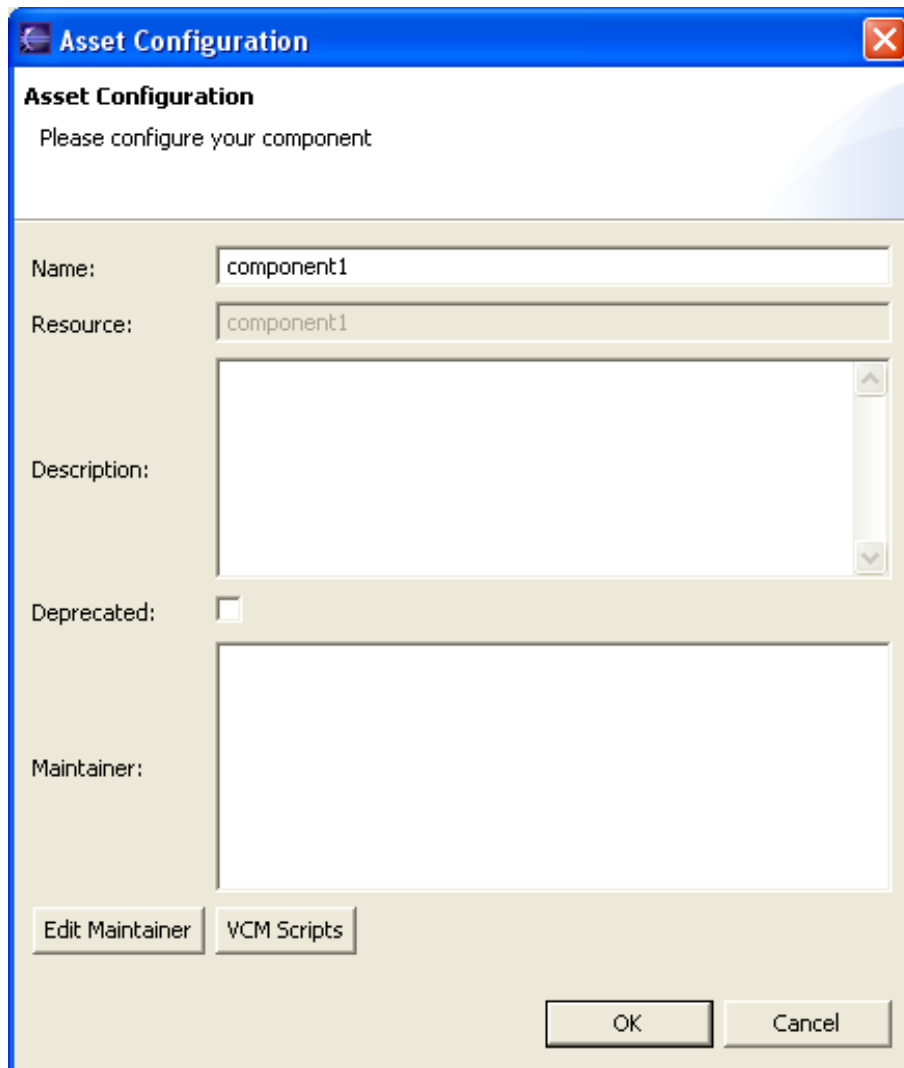 Asset Configuration
Asset Configuration
Please configure your component
Name: component1
Resource: component1
Description:
Deprecated:
Maintainer:
Edit Maintainer VCM Scripts
OK Cancel